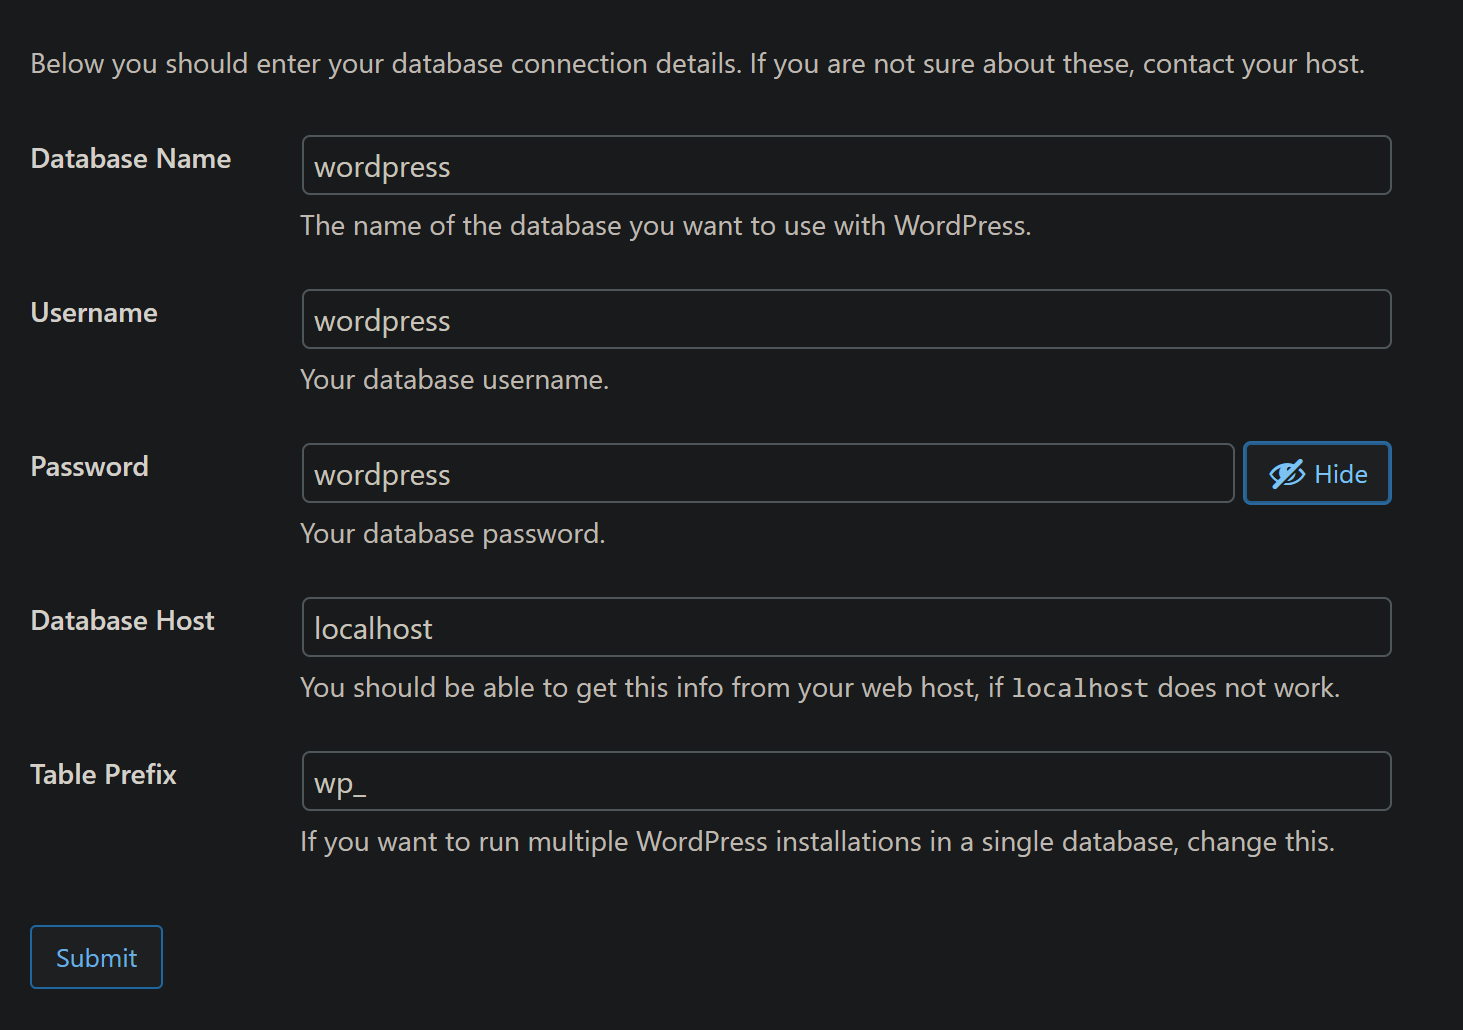 Below you should enter your database connection details. If you are not sure about these, contact your host.
Database Name
wordpress
The name of the database you want to use with WordPress.
Username
wordpress
Your database username.
Password
wordpress
Hide
Your database password.
Database Host
localhost
You should be able to get this info from your web host, if localhost does not work.
Table Prefix
wp_
If you want to run multiple WordPress installations in a single database, change this.
Submit